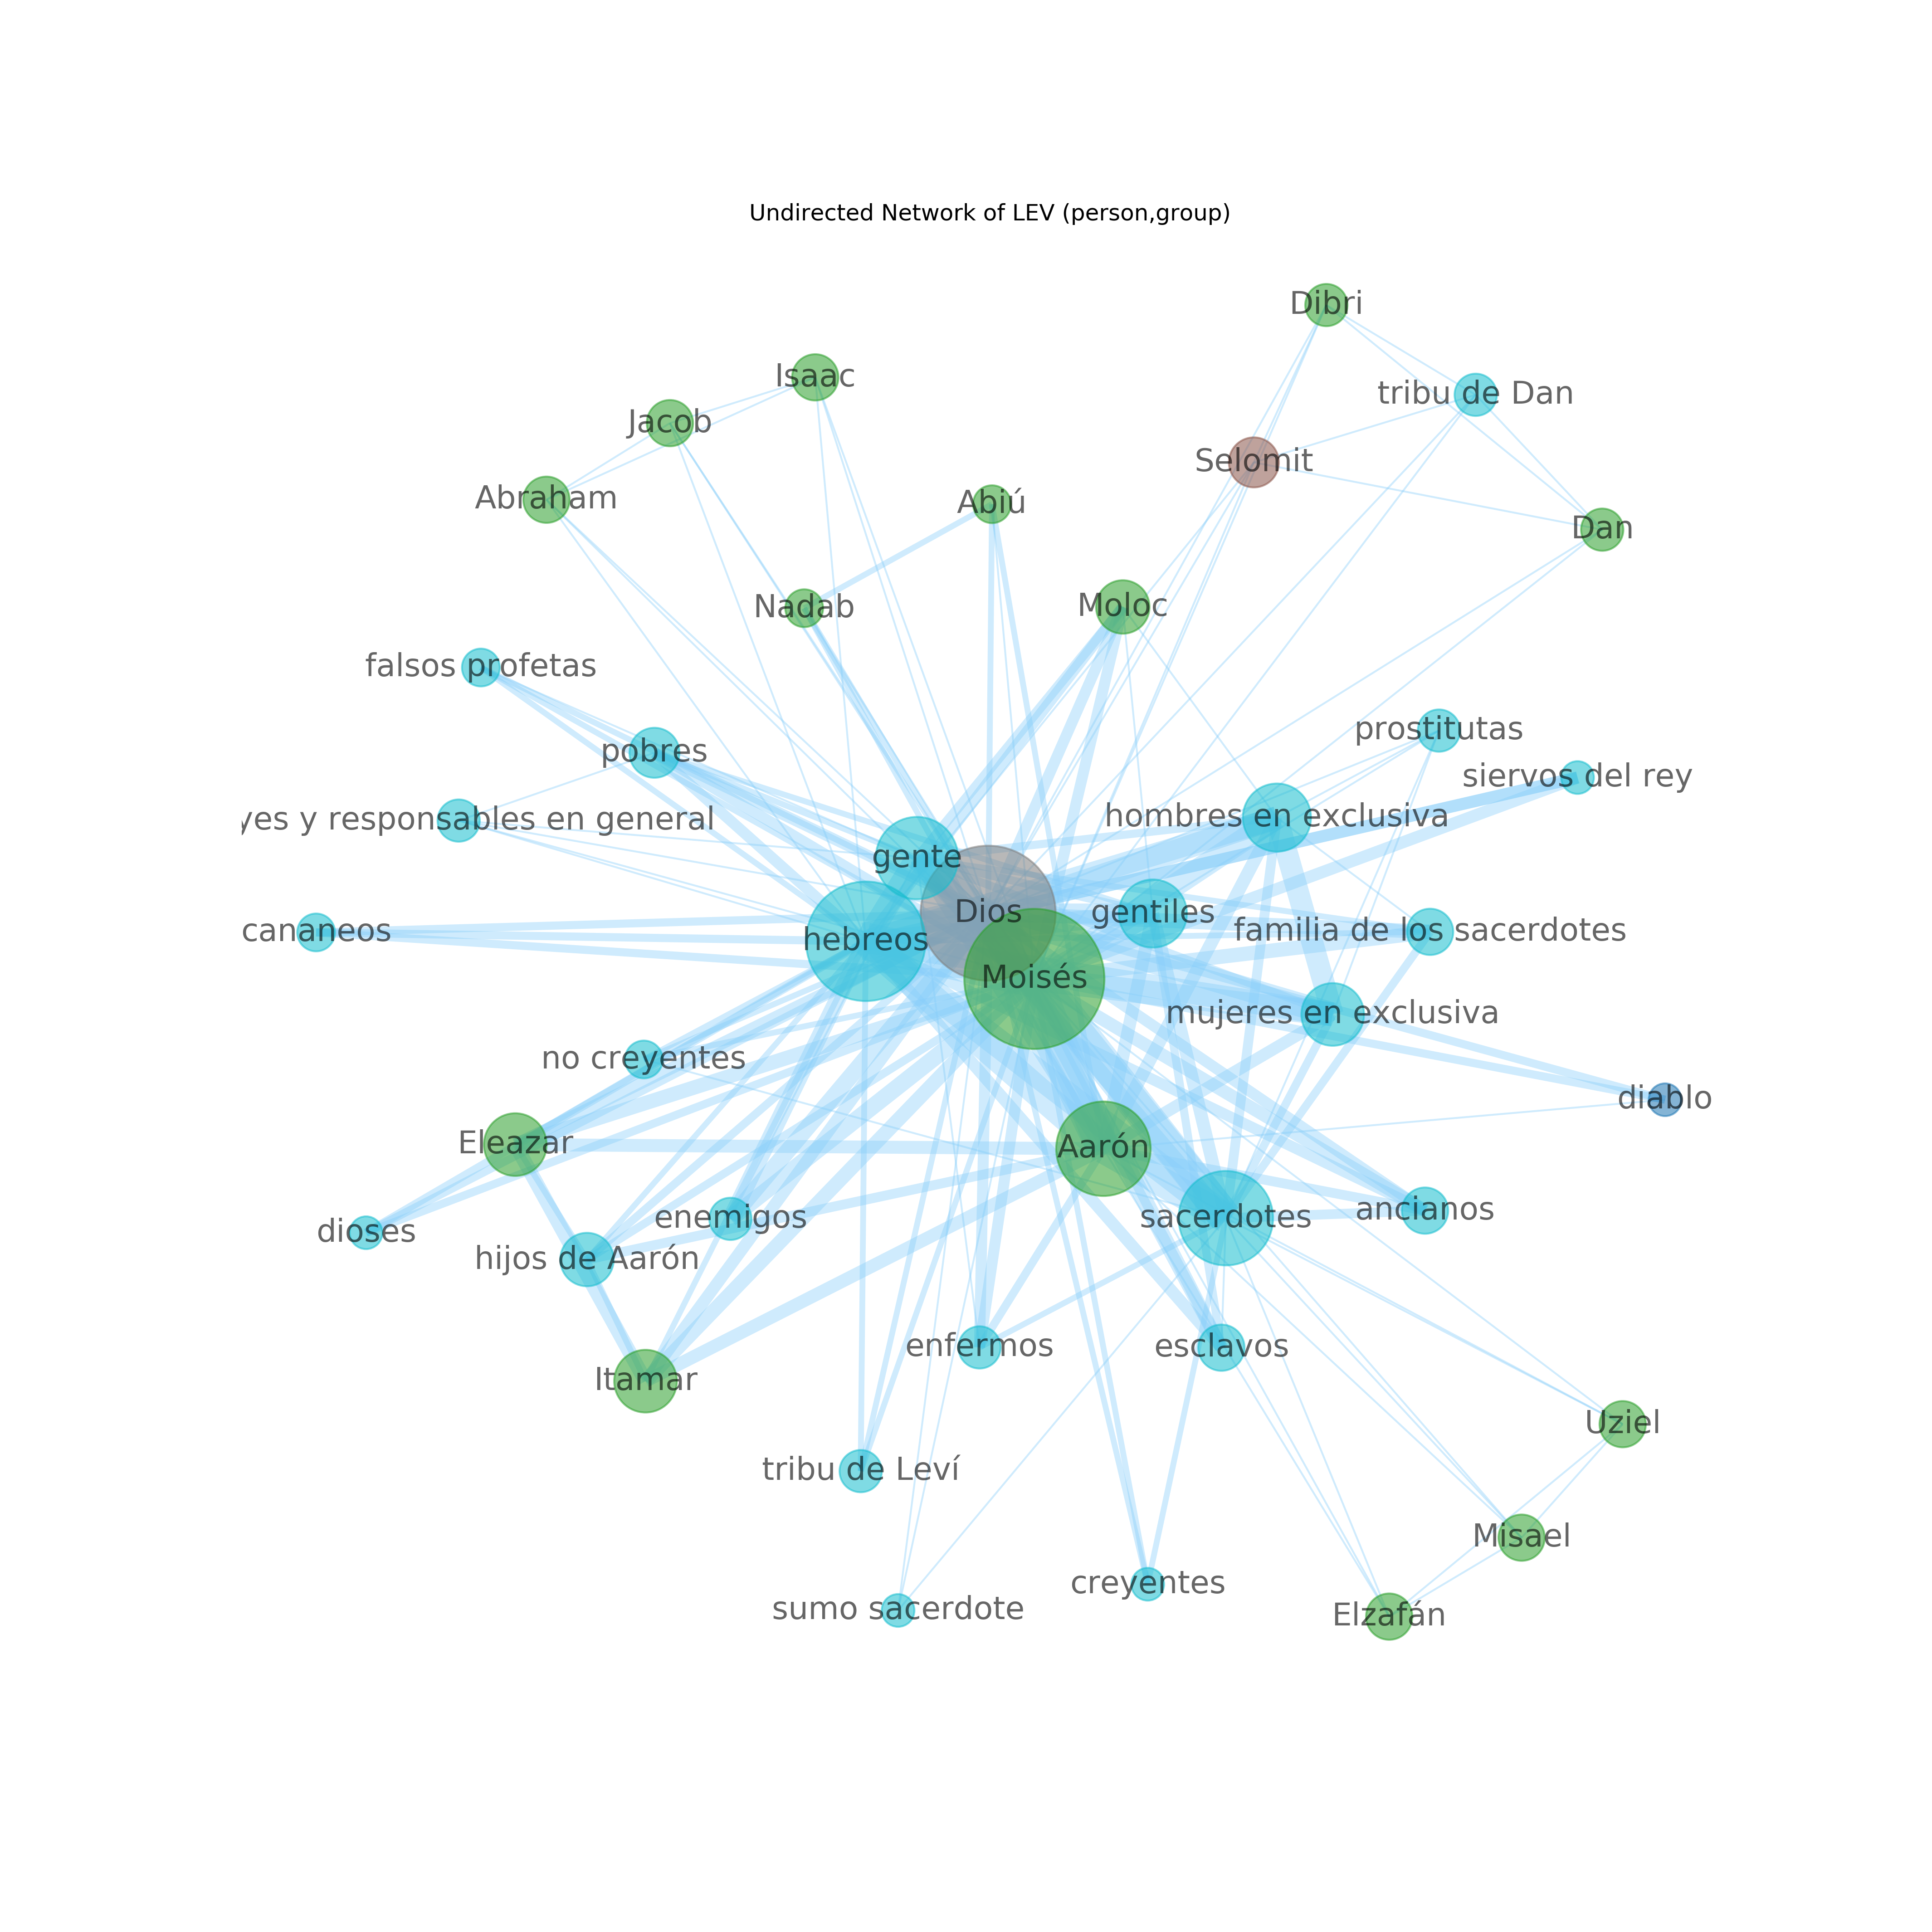 Undirected Network of LEV (person,group)
Dibri
Isaac
tribu de Dan
Jacob
Selomit
Abraham
Abiú
Dan
Nadab
Moloc
falsos profetas
prostitutas
pobres
siervos del rey
yes y responsables en general
hombres en exclusiva
gente
Dios
gentiles
cananeos
hebreos
familia de los sacerdotes
Moisés
mujeres en exclusiva
no creyentes
diablo
Eleazar
Aarón
dioses
enemigos
sacerdotes
ancianos
hijos de Aarón
enfermos
esclavos
Itamar
Uziel
tribu de Leví
Misael
creyentes
sumo sacerdote
Elzafán